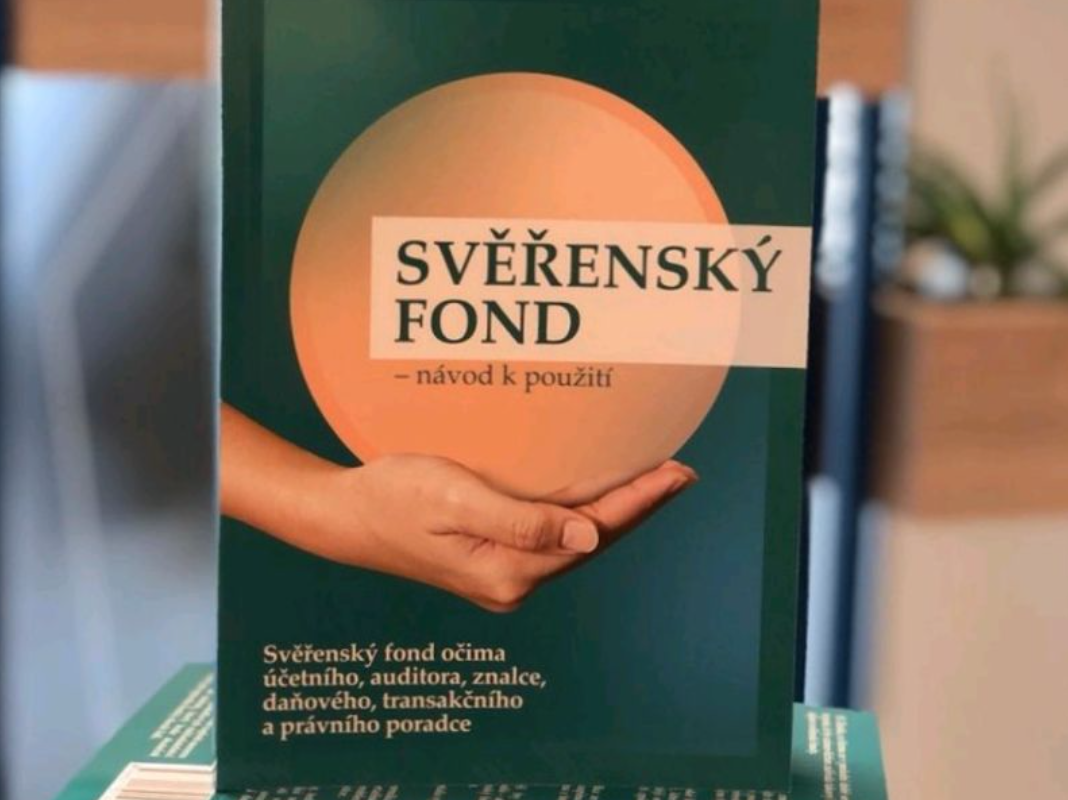 SVĚŘENSKÝ
FOND
– návod k použití
Svěřenský fond očima
účetního, auditora, znalce,
daňového, transakčního
a právního poradce